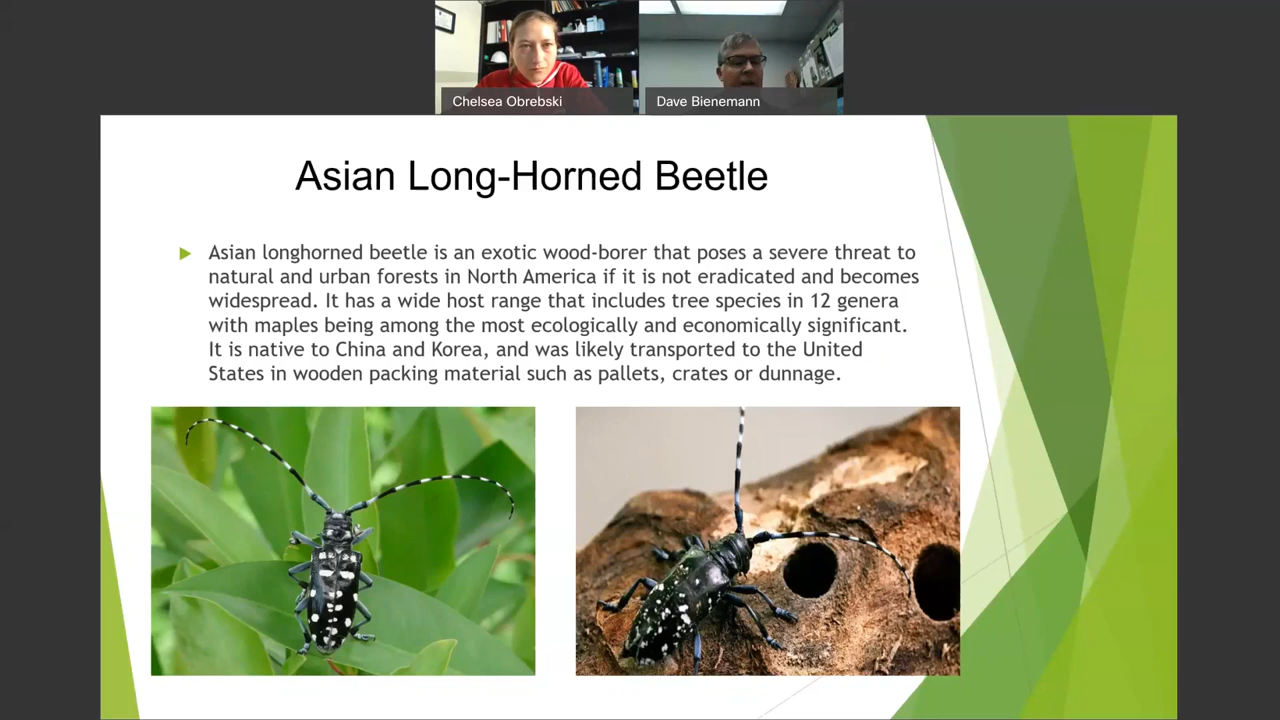 Chelsea Obrebski
Dave Bienemann
Asian Long-Horned Beetle
Asian longhorned beetle is an exotic wood-borer that poses a severe threat to
natural and urban forests in North America if it is not eradicated and becomes
widespread. It has a wide host range that includes tree species in 12 genera
with maples being among the most ecologically and economically significant.
It is native to China and Korea, and was likely transported to the United
States in wooden packing material such as pallets, crates or dunnage.